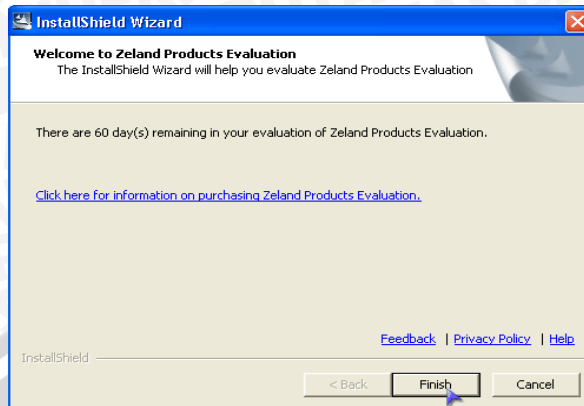 InstallShield Wizard
Welcome to Zeland Products Evaluation
The InstallShield Wizard will help you evaluate Zeland Products Evaluation
There are 60 day(s) remaining in your evaluation of Zeland Products Evaluation.
Click here for information on purchasing Zeland Products Evaluation.
Feedback | Privacy Policy | Help
InstallShield
< Back Finish Cancel